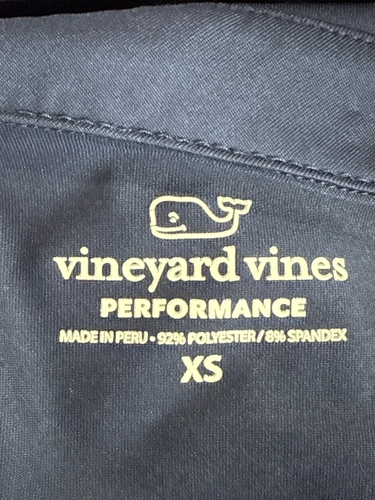 vineyard vines
PERFORMANCE
MADE IN PERU • 92% POLYESTER / 8% SPANDEX
XS